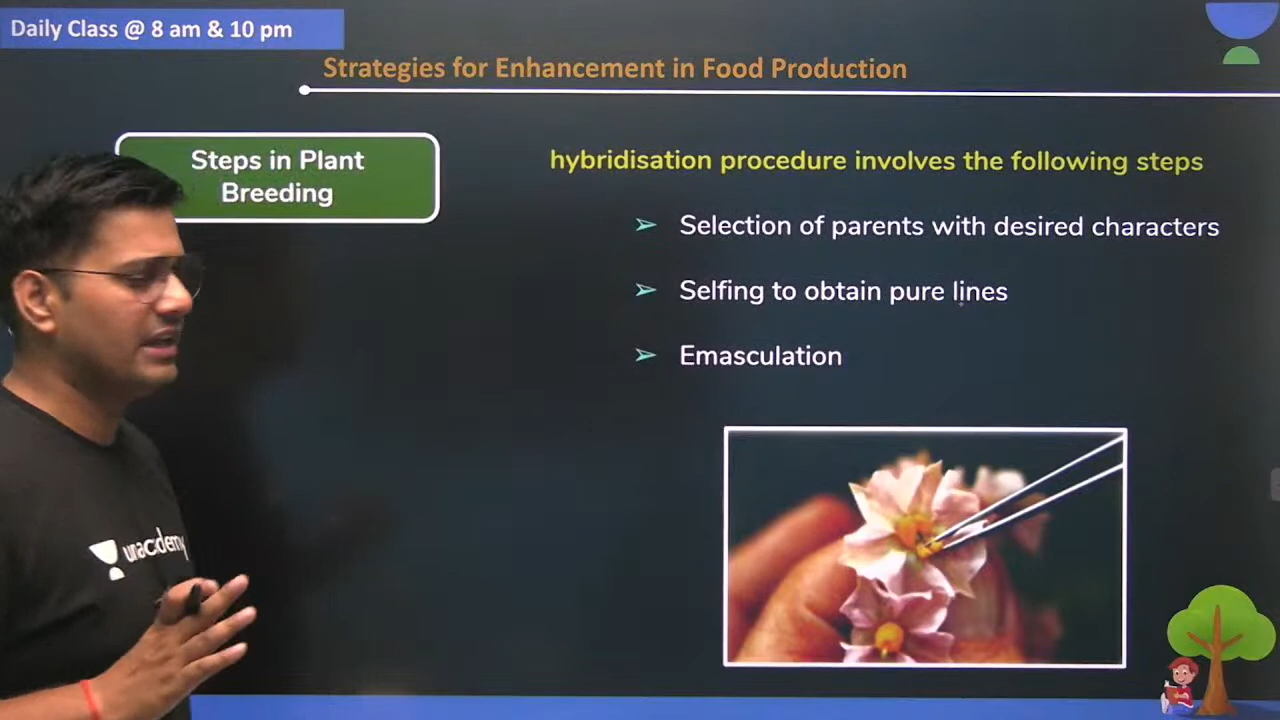 Daily Class @ 8 am & 10 pm
Strategies for Enhancement in Food Production
Steps in Plant
Breeding
hybridisation procedure involves the following steps
➢ Selection of parents with desired characters
➢ Selfing to obtain pure lines
➢ Emasculation
unacademy